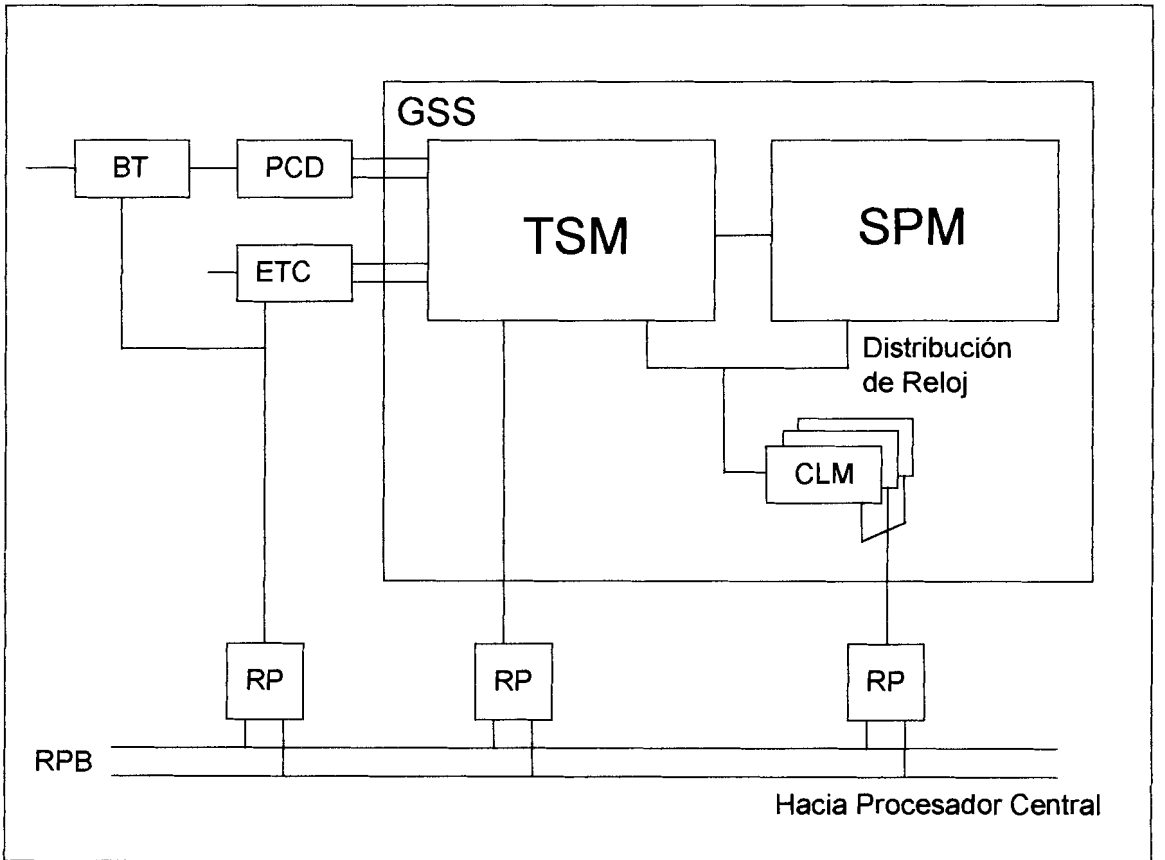 GSS
BT
PCD
TSM
SPM
ETC
Distribución
de Reloj
CLM
RP
RP
RP
RPB
Hacia Procesador Central